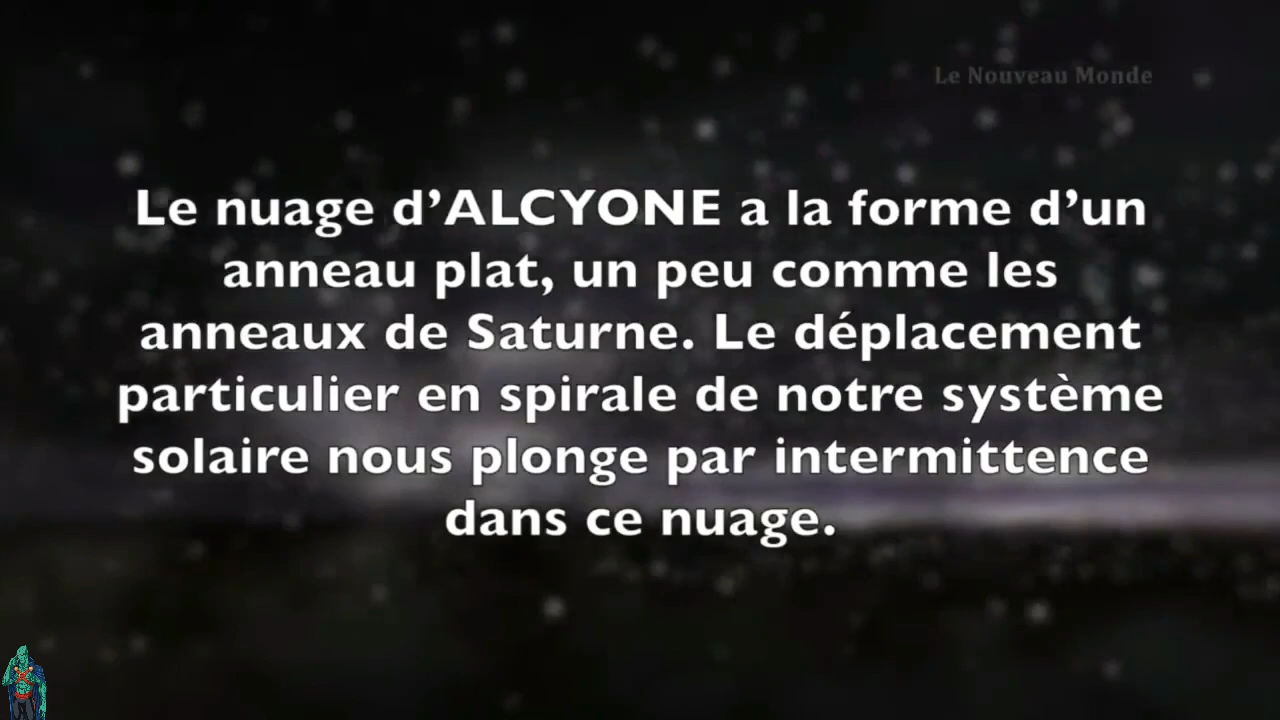 Le Nouveau Monde
Le nuage d’ALCYONE a la forme d’un
anneau plat, un peu comme les
anneaux de Saturne. Le déplacement
particulier en spirale de notre système
solaire nous plonge par intermittence
dans ce nuage.